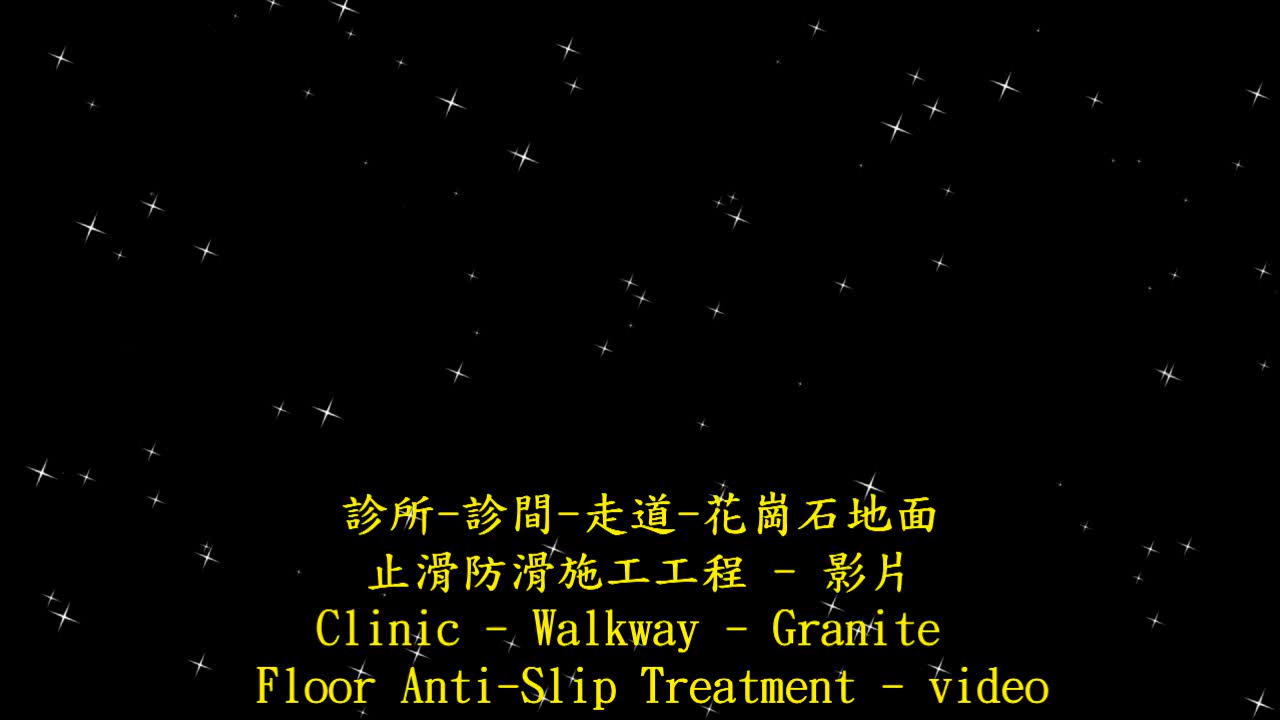 診所-診間-走道-花崗石地面
止滑防滑施工工程 - 影片
Clinic - Walkway - Granite
Floor Anti-Slip Treatment - video